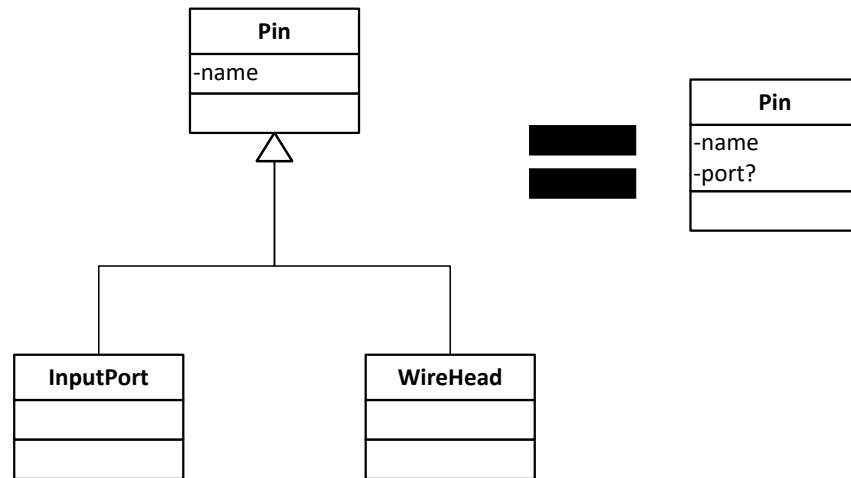 Pin
-name
InputPort
WireHead
Pin
-name
-port?